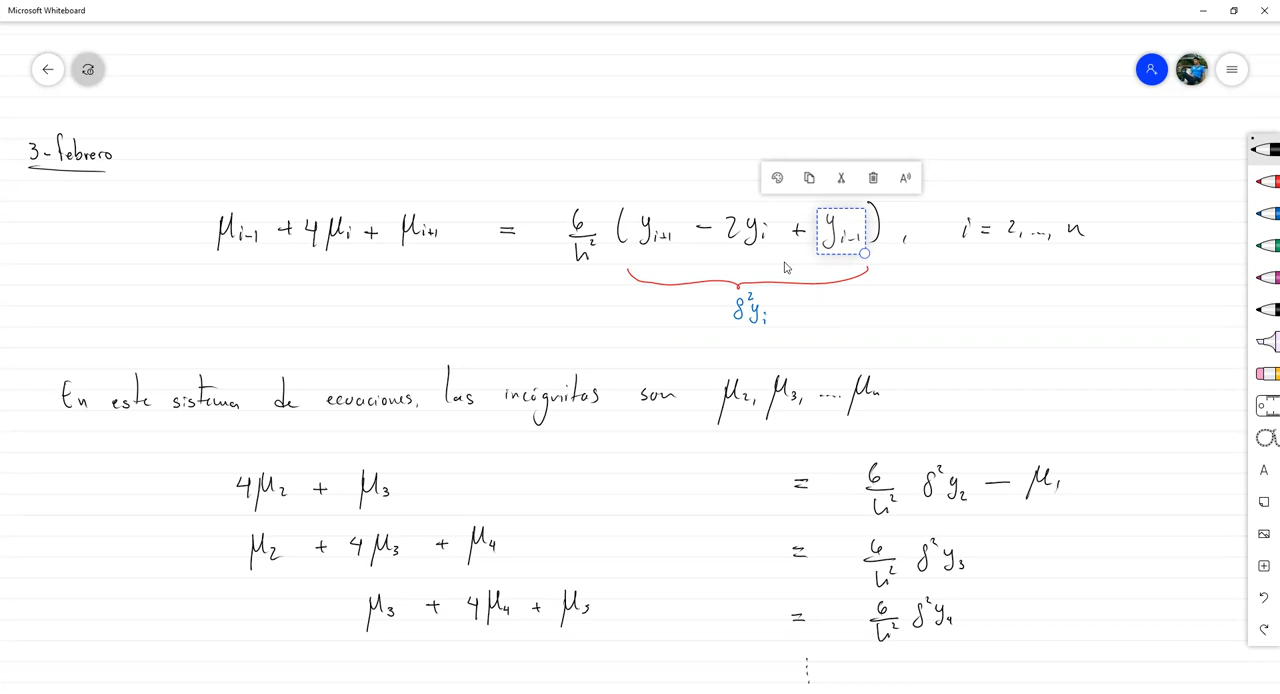 Microsoft Whiteboard
3-febrero
μᵢ₋₁ + 4μᵢ + μᵢ₊₁ = 6/h² (yᵢ₊₁ − 2yᵢ + yᵢ₋₁), i = 2, ..., n
δ²yᵢ
En este sistema de ecuaciones, las incógnitas son μ₂, μ₃, .... μₙ
4μ₂ + μ₃ = 6/h² δ²y₂ − μ₁
μ₂ + 4μ₃ + μ₄ = 6/h² δ²y₃
μ₃ + 4μ₄ + μ₅ = 6/h² δ²y₄
⋮